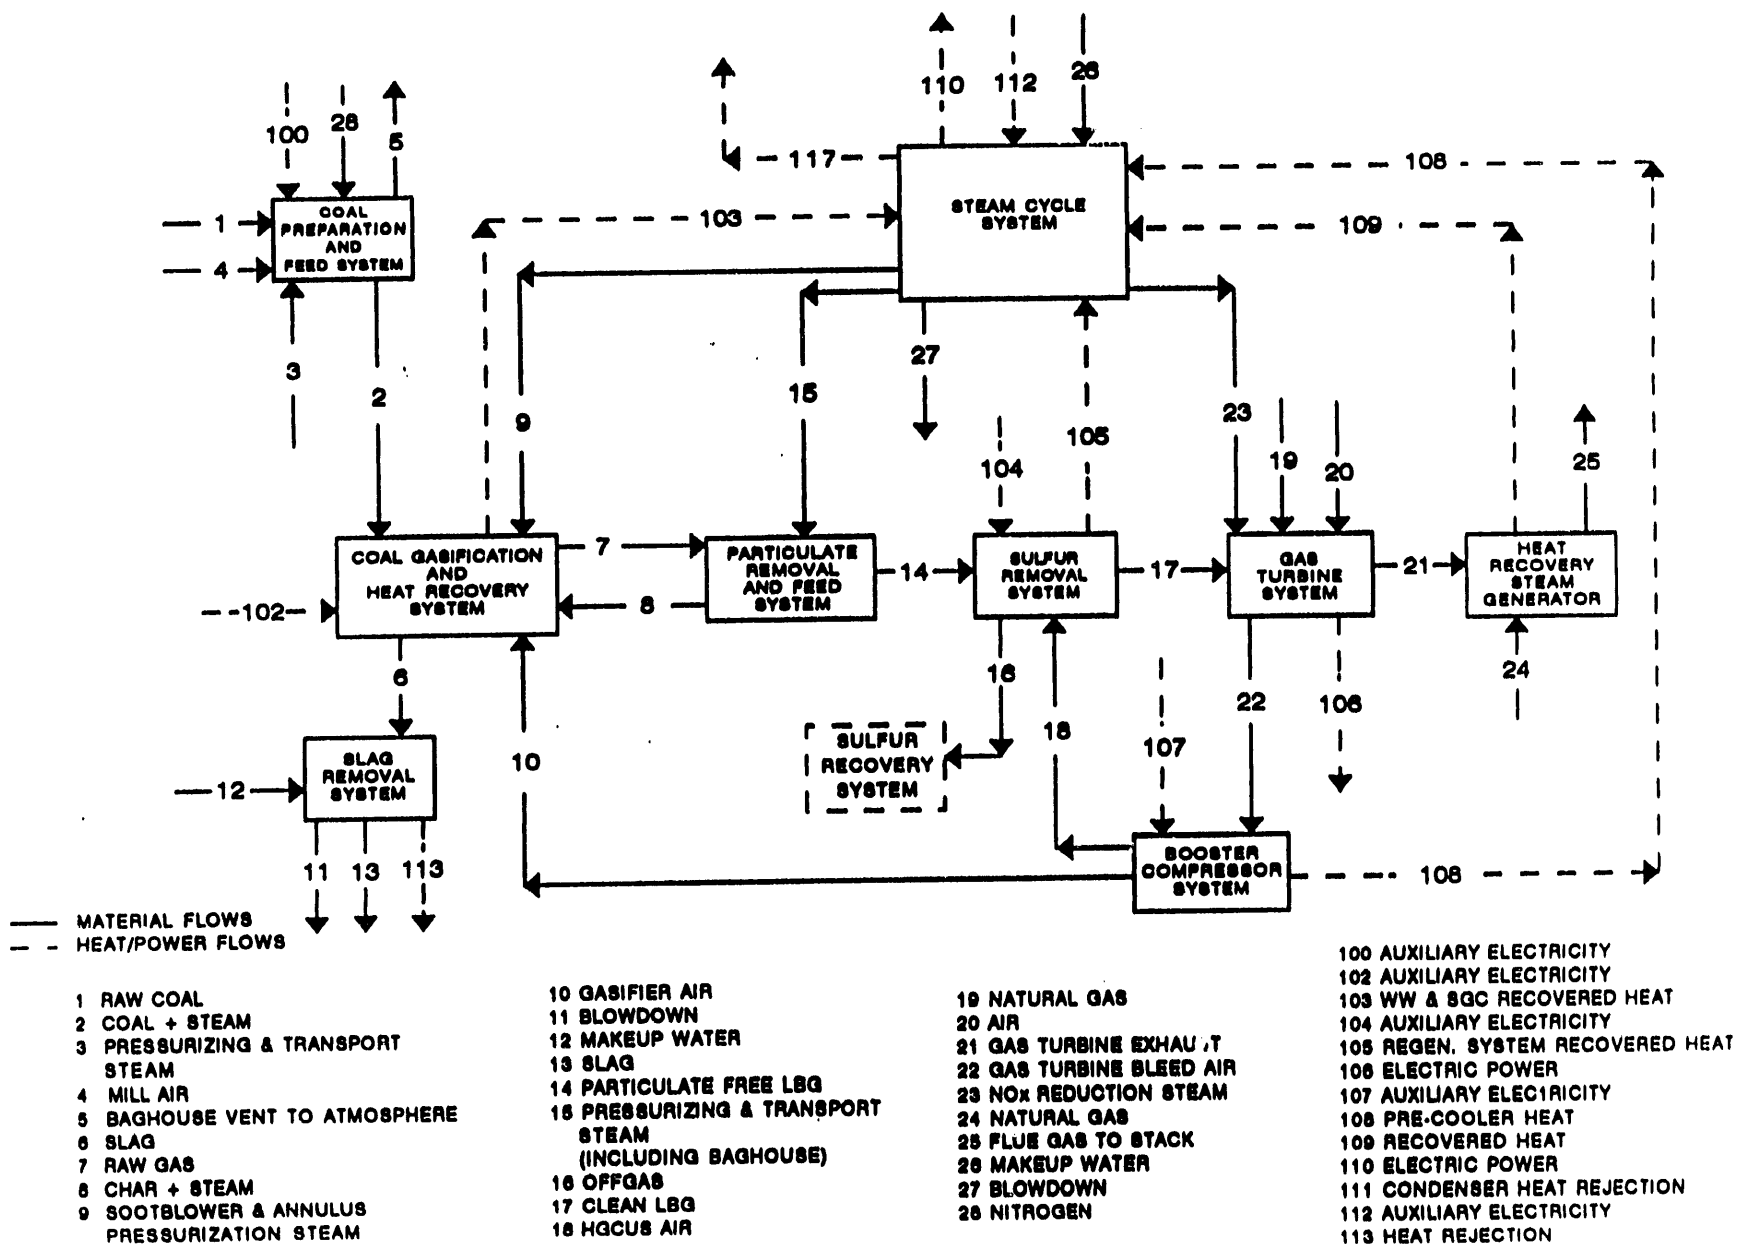 110
112
26
100
28
5
117
108
1
COAL
PREPARATION
AND
FEED SYSTEM
4
103
STEAM CYCLE
SYSTEM
109
3
2
9
15
27
105
23
104
19
20
25
COAL GASIFICATION
AND
HEAT RECOVERY
SYSTEM
7
8
PARTICULATE
REMOVAL
AND FEED
SYSTEM
14
SULFUR
REMOVAL
SYSTEM
17
GAS
TURBINE
SYSTEM
21
HEAT
RECOVERY
STEAM
GENERATOR
102
6
16
24
22
106
SLAG
REMOVAL
SYSTEM
12
10
SULFUR
RECOVERY
SYSTEM
18
107
11
13
113
BOOSTER
COMPRESSOR
SYSTEM
108
MATERIAL FLOWS
HEAT/POWER FLOWS
1 RAW COAL
2 COAL + STEAM
3 PRESSURIZING & TRANSPORT
STEAM
4 MILL AIR
5 BAGHOUSE VENT TO ATMOSPHERE
6 SLAG
7 RAW GAS
8 CHAR + STEAM
9 SOOTBLOWER & ANNULUS
PRESSURIZATION STEAM
10 GASIFIER AIR
11 BLOWDOWN
12 MAKEUP WATER
13 SLAG
14 PARTICULATE FREE LBG
15 PRESSURIZING & TRANSPORT
STEAM
(INCLUDING BAGHOUSE)
16 OFFGAS
17 CLEAN LBG
18 HGCUS AIR
19 NATURAL GAS
20 AIR
21 GAS TURBINE EXHAUST
22 GAS TURBINE BLEED AIR
23 NOx REDUCTION STEAM
24 NATURAL GAS
25 FLUE GAS TO STACK
26 MAKEUP WATER
27 BLOWDOWN
28 NITROGEN
100 AUXILIARY ELECTRICITY
102 AUXILIARY ELECTRICITY
103 WW & SGC RECOVERED HEAT
104 AUXILIARY ELECTRICITY
105 REGEN. SYSTEM RECOVERED HEAT
106 ELECTRIC POWER
107 AUXILIARY ELECTRICITY
108 PRE-COOLER HEAT
109 RECOVERED HEAT
110 ELECTRIC POWER
111 CONDENSER HEAT REJECTION
112 AUXILIARY ELECTRICITY
113 HEAT REJECTION